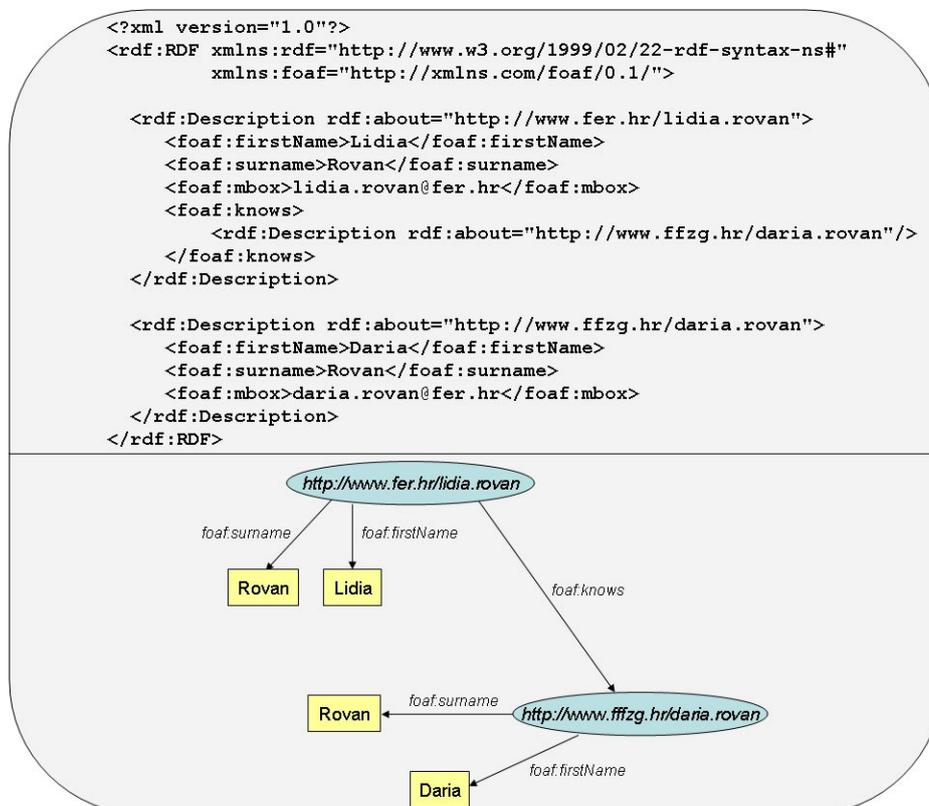 <?xml version="1.0"?>
<rdf:RDF xmlns:rdf="http://www.w3.org/1999/02/22-rdf-syntax-ns#"
xmlns:foaf="http://xmlns.com/foaf/0.1/">
<rdf:Description rdf:about="http://www.fer.hr/lidia.rovan">
<foaf:firstName>Lidia</foaf:firstName>
<foaf:surname>Rovan</foaf:surname>
<foaf:mbox>lidia.rovan@fer.hr</foaf:mbox>
<foaf:knows>
<rdf:Description rdf:about="http://www.ffzg.hr/daria.rovan"/>
</foaf:knows>
</rdf:Description>
<rdf:Description rdf:about="http://www.ffzg.hr/daria.rovan">
<foaf:firstName>Daria</foaf:firstName>
<foaf:surname>Rovan</foaf:surname>
<foaf:mbox>daria.rovan@fer.hr</foaf:mbox>
</rdf:Description>
</rdf:RDF>
http://www.fer.hr/lidia.rovan
foaf:surname
foaf:firstName
Rovan
Lidia
foaf:knows
foaf:surname
Rovan
http://www.fffzg.hr/daria.rovan
foaf:firstName
Daria